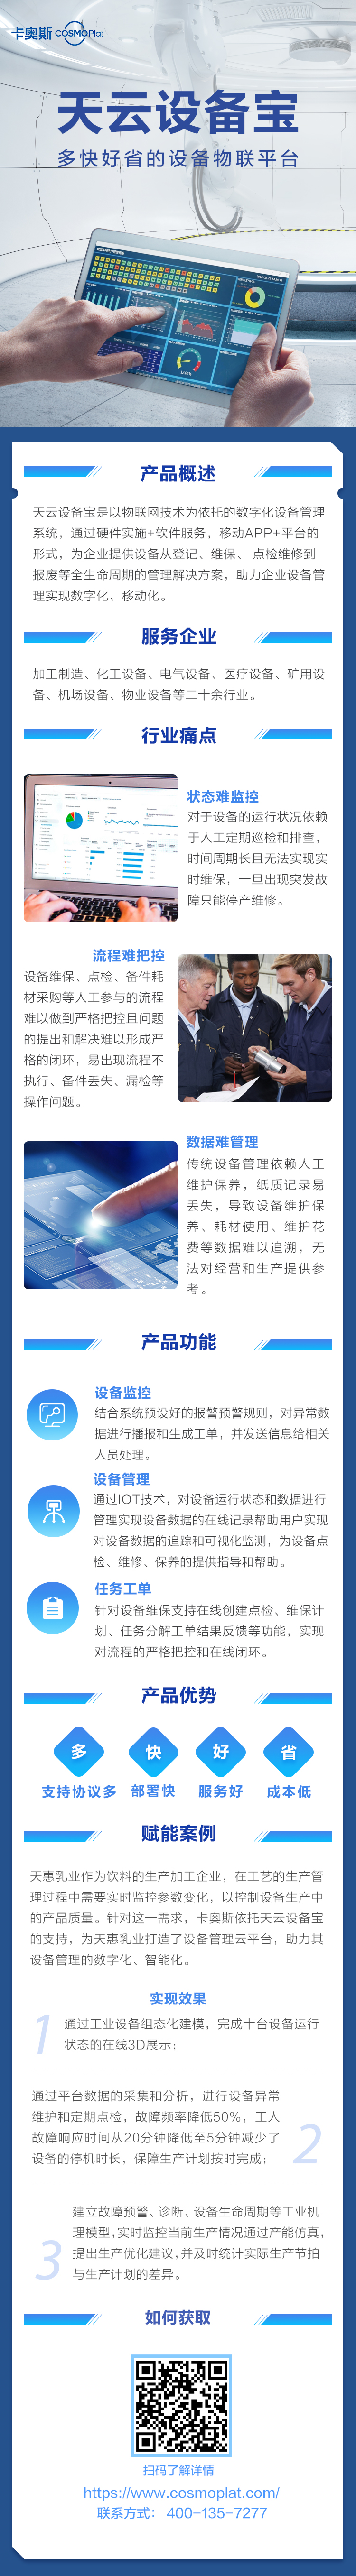 卡奥斯 COSMOPlat
天云设备宝
多快好省的设备物联平台
产品概述
天云设备宝是以物联网技术为依托的数字化设备管理
系统，通过硬件实施+软件服务，移动APP+平台的
形式，为企业提供设备从登记、维保、 点检维修到
报废等全生命周期的管理解决方案，助力企业设备管
理实现数字化、移动化。
服务企业
加工制造、化工设备、电气设备、医疗设备、矿用设
备、机场设备、物业设备等二十余行业。
行业痛点
状态难监控
对于设备的运行状况依赖
于人工定期巡检和排查，
时间周期长且无法实现实
时维保，一旦出现突发故
障只能停产维修。
流程难把控
设备维保、点检、备件耗
材采购等人工参与的流程
难以做到严格把控且问题
的提出和解决难以形成严
格的闭环，易出现流程不
执行、备件丢失、漏检等
操作问题。
数据难管理
传统设备管理依赖人工
维护保养，纸质记录易
丢失，导致设备维护保
养、耗材使用、维护花
费等数据难以追溯，无
法对经营和生产提供参
考。
产品功能
设备监控
结合系统预设好的报警预警规则，对异常数
据进行播报和生成工单，并发送信息给相关
人员处理。
设备管理
通过IOT技术，对设备运行状态和数据进行
管理实现设备数据的在线记录帮助用户实现
对设备数据的追踪和可视化监测，为设备点
检、维修、保养的提供指导和帮助。
任务工单
针对设备维保支持在线创建点检、维保计
划、任务分解工单结果反馈等功能，实现
对流程的严格把控和在线闭环。
产品优势
多 快 好 省
支持协议多 部署快 服务好 成本低
赋能案例
天惠乳业作为饮料的生产加工企业，在工艺的生产管
理过程中需要实时监控参数变化，以控制设备生产中
的产品质量。针对这一需求，卡奥斯依托天云设备宝
的支持，为天惠乳业打造了设备管理云平台，助力其
设备管理的数字化、智能化。
实现效果
1
通过工业设备组态化建模，完成十台设备运行
状态的在线3D展示；
通过平台数据的采集和分析，进行设备异常
维护和定期点检，故障频率降低50%，工人
故障响应时间从20分钟降低至5分钟减少了
设备的停机时长，保障生产计划按时完成；
2
3
建立故障预警、诊断、设备生命周期等工业机
理模型，实时监控当前生产情况通过产能仿真，
提出生产优化建议，并及时统计实际生产节拍
与生产计划的差异。
如何获取
扫码了解详情
https://www.cosmoplat.com/
联系方式： 400-135-7277